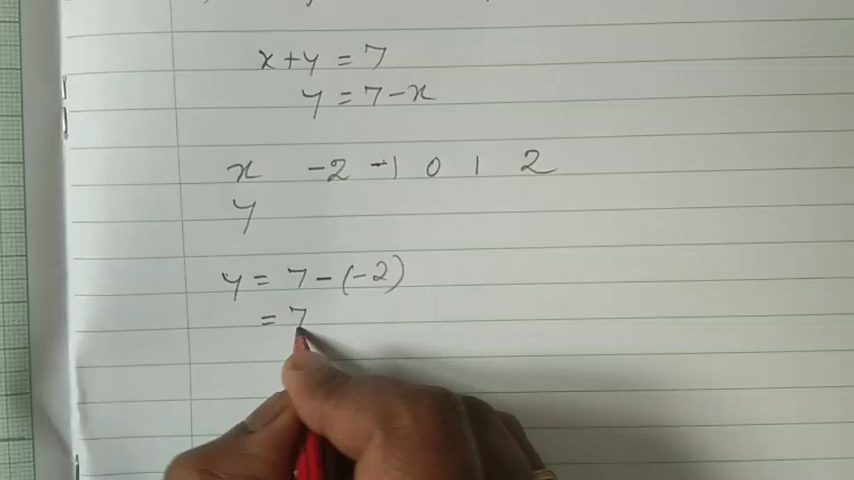 x+y = 7
y = 7-x
x -2 -1 0 1 2
y
y = 7-(-2)
= 7